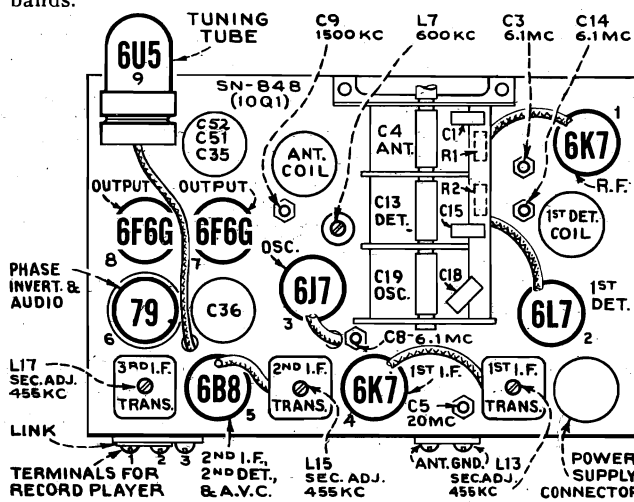 bands.
TUNING
TUBE
C9
1500 KC
L7
600 KC
C3
6.1 MC
C14
6.1 MC
6U5
9
SN-848
(10Q1)
C52
C51
C35
ANT.
COIL
C4
ANT.
C1
R1
1
6K7
R.F.
OUTPUT
OUTPUT
6F6G
8
6F6G
7
C13
DET.
R2
C15
1ST DET.
COIL
OSC.
PHASE
INVERT. &
AUDIO
79
6
C36
6J7
3
C19
OSC.
C18
6L7
2
1ST
DET.
C8-6.1 MC
L17
SEC. ADJ.
455 KC
3RD I.F.
TRANS.
6B8
5
2ND I.F.
TRANS.
6K7
4
1ST I.F.
C5
20 MC
1ST I.F.
TRANS.
LINK
1 2 3
TERMINALS FOR
RECORD PLAYER
2ND I.F.,
2ND DET.,
& A.V.C.
L15
SEC. ADJ.
455 KC
ANT. GND.
L13
SEC. ADJ.
455 KC
POWER
SUPPLY
CONNECTOR